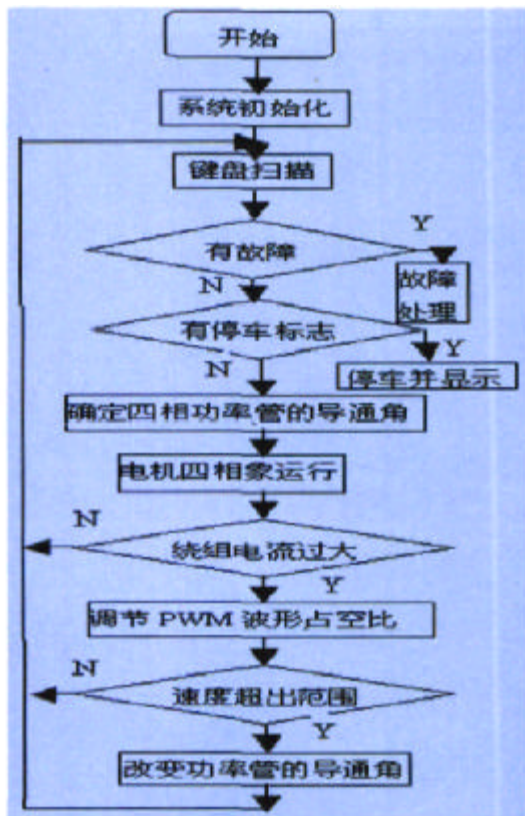 开始
系统初始化
键盘扫描
Y
有故障
故障
处理
N
有停车标志
Y
N
停车并显示
确定四相功率管的导通角
电机四相象运行
N
绕组电流过大
Y
调节 PWM 波形占空比
N
速度超出范围
Y
改变功率管的导通角